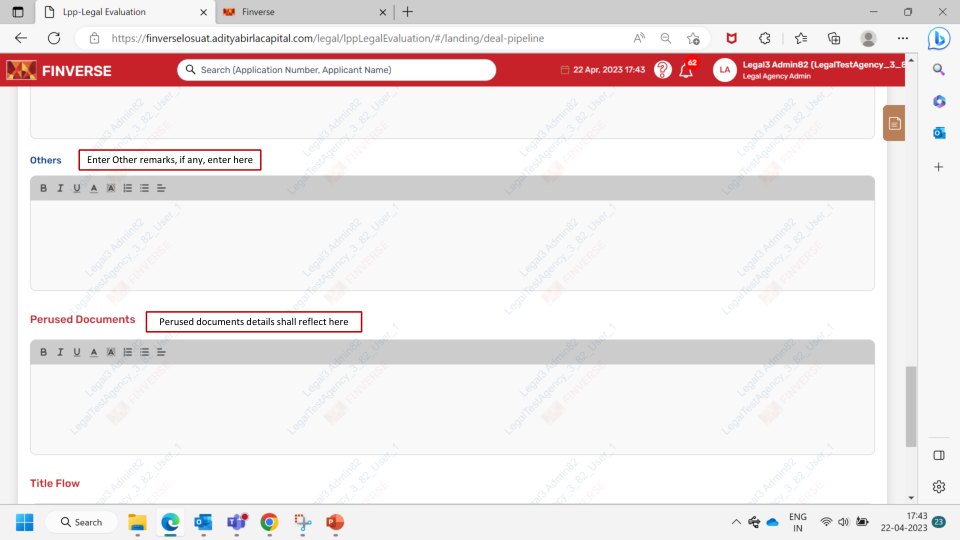 Lpp-Legal Evaluation
Finverse
https://finverselosuat.adityabirlacapital.com/legal/lppLegalEvaluation/#/landing/deal-pipeline
FINVERSE
Search (Application Number, Applicant Name)
22 Apr, 2023 17:43
62
LA
Legal3 Admin82 (LegalTestAgency_3_8
Legal Agency Admin
Others
Enter Other remarks, if any, enter here
B I U A A
Perused Documents
Perused documents details shall reflect here
B I U A A
Title Flow
Legal3 Admin82
LegalTestAgency_3_82_User_1
FINVERSE
Search
ENG
IN
17:43
22-04-2023
23